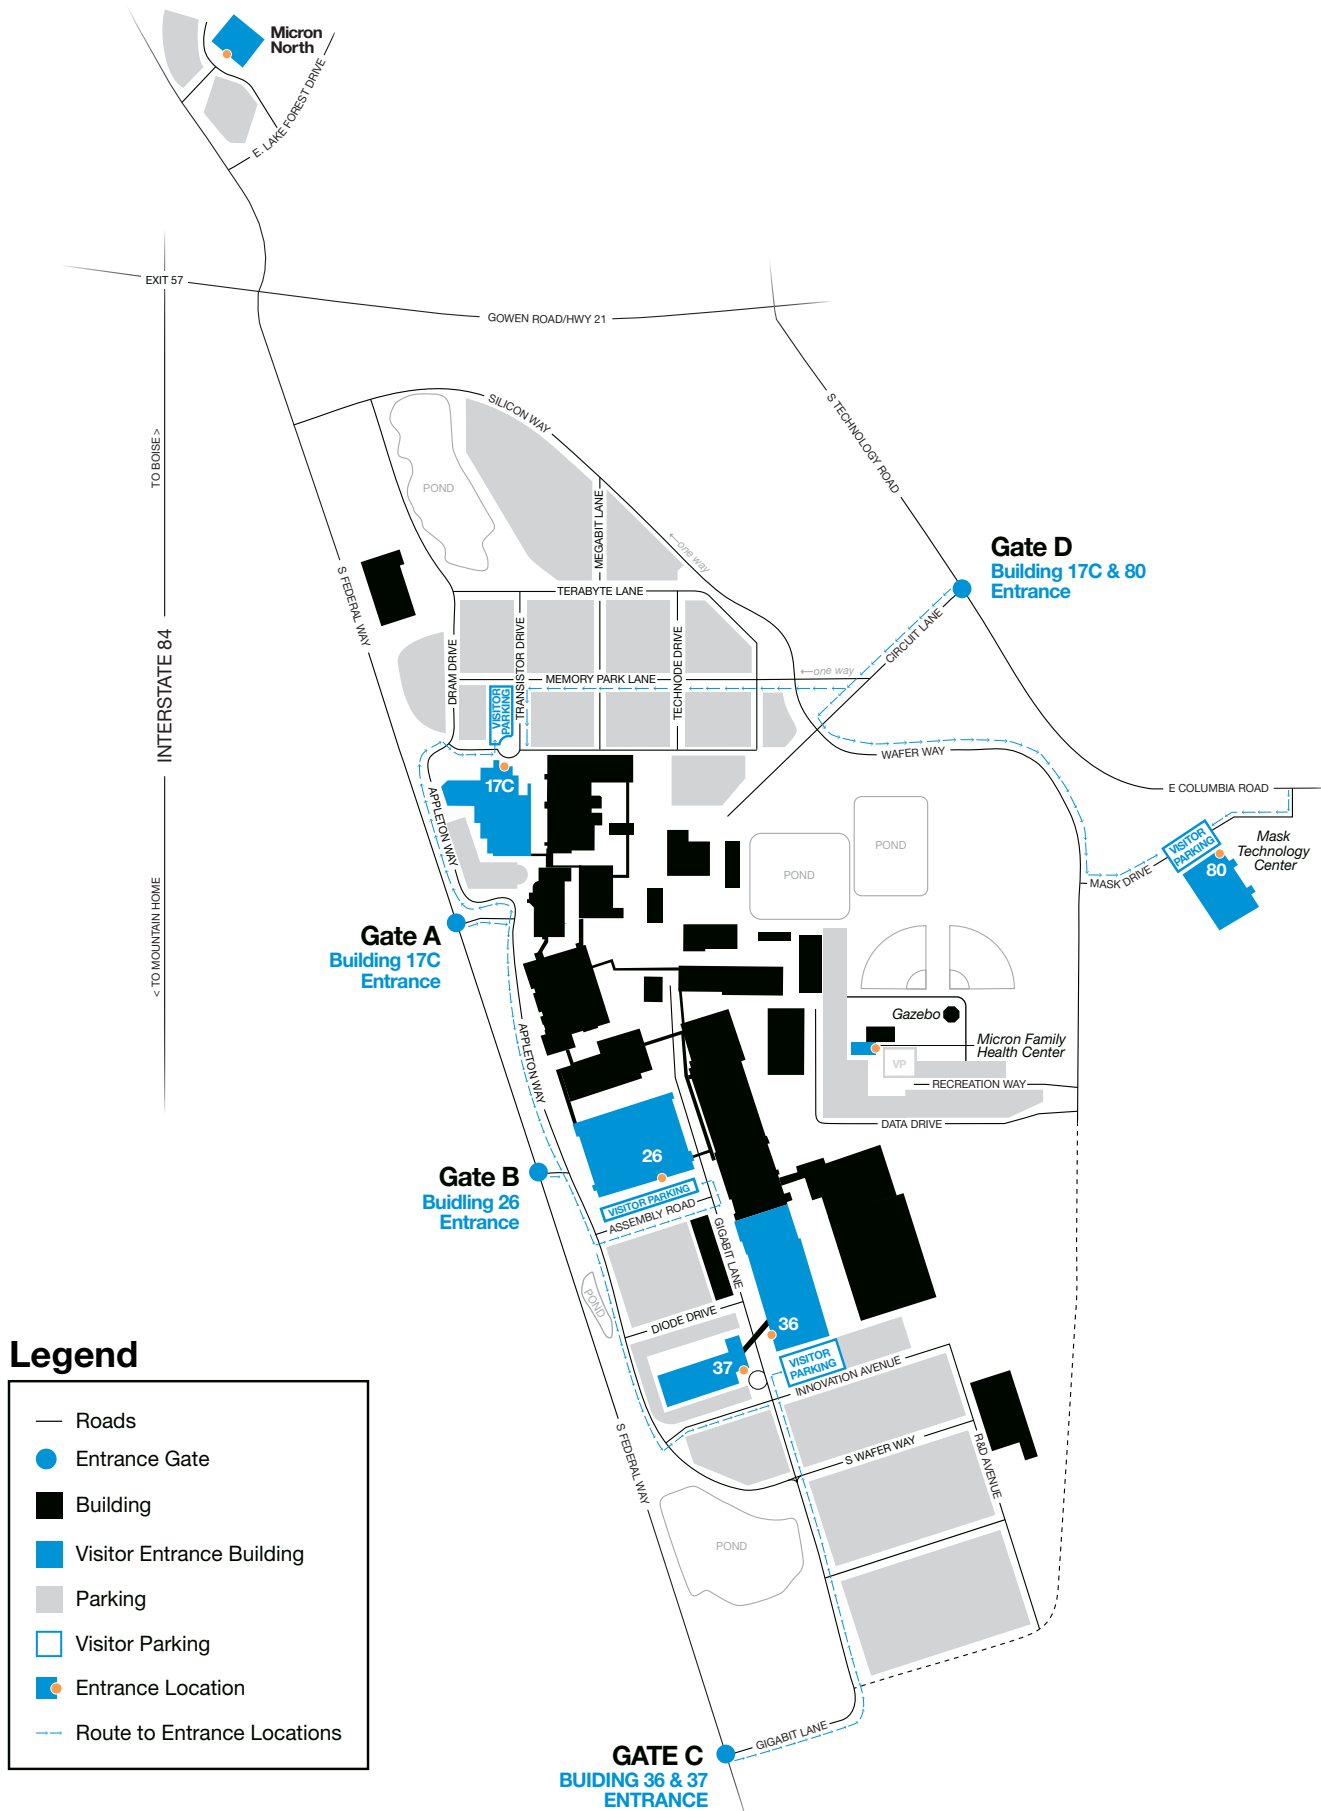 Micron
North
E. LAKE FOREST DRIVE
EXIT 57
GOWEN ROAD/HWY 21
TO BOISE >
INTERSTATE 84
< TO MOUNTAIN HOME
SILICON WAY
S TECHNOLOGY ROAD
POND
MEGABIT LANE
←one way
S FEDERAL WAY
Gate D
Building 17C & 80
Entrance
TERABYTE LANE
CIRCUIT LANE
DRAM DRIVE
TRANSISTOR DRIVE
TECHNODE DRIVE
←one way
MEMORY PARK LANE
VISITOR
PARKING
WAFER WAY
17C
APPLETON WAY
E COLUMBIA ROAD
VISITOR
PARKING
Mask
Technology
Center
80
MASK DRIVE
POND
POND
Gate A
Building 17C
Entrance
APPLETON WAY
Gazebo
Micron Family
Health Center
VP
RECREATION WAY
DATA DRIVE
26
VISITOR PARKING
ASSEMBLY ROAD
Gate B
Buidling 26
Entrance
GIGABIT LANE
POND
DIODE DRIVE
36
37
VISITOR
PARKING
INNOVATION AVENUE
S WAFER WAY
R&D AVENUE
S FEDERAL WAY
POND
GIGABIT LANE
GATE C
BUIDING 36 & 37
ENTRANCE
Legend
Roads
Entrance Gate
Building
Visitor Entrance Building
Parking
Visitor Parking
Entrance Location
Route to Entrance Locations